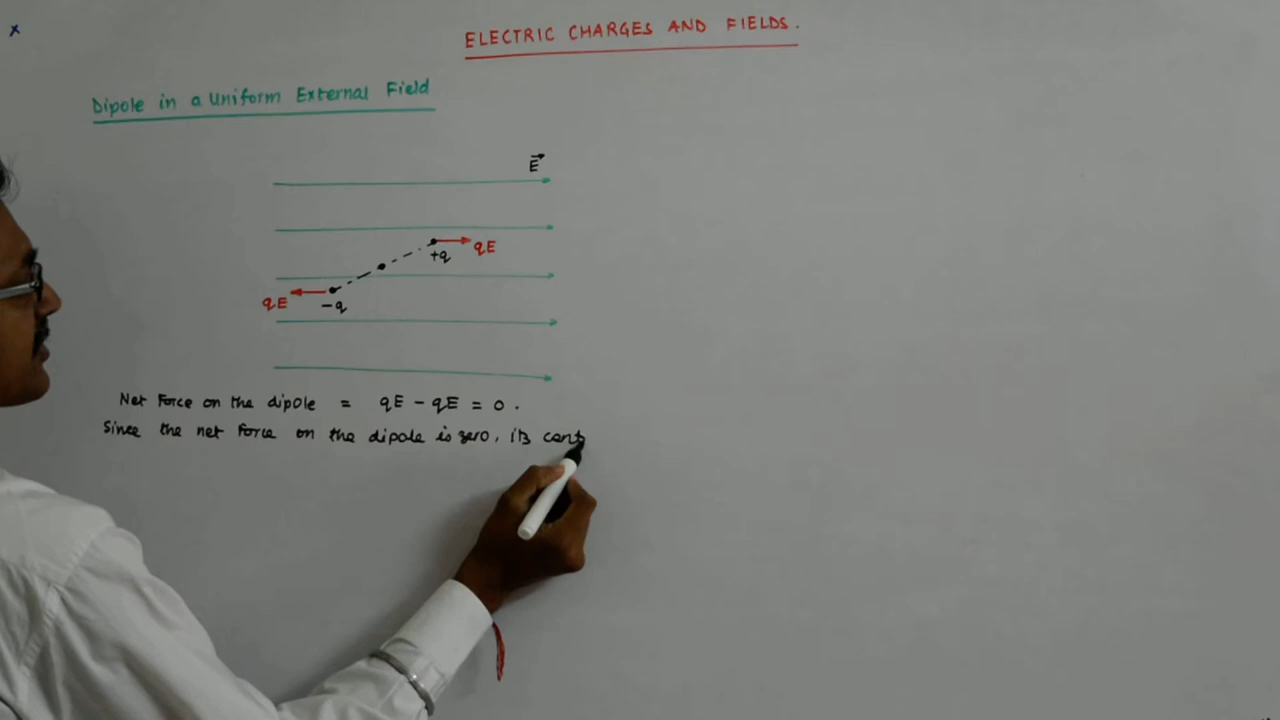 x
ELECTRIC CHARGES AND FIELDS.
Dipole in a Uniform External Field
E⃗
qE
+q
qE
-q
Net Force on the dipole = qE - qE = 0.
Since the net force on the dipole is zero, its cent